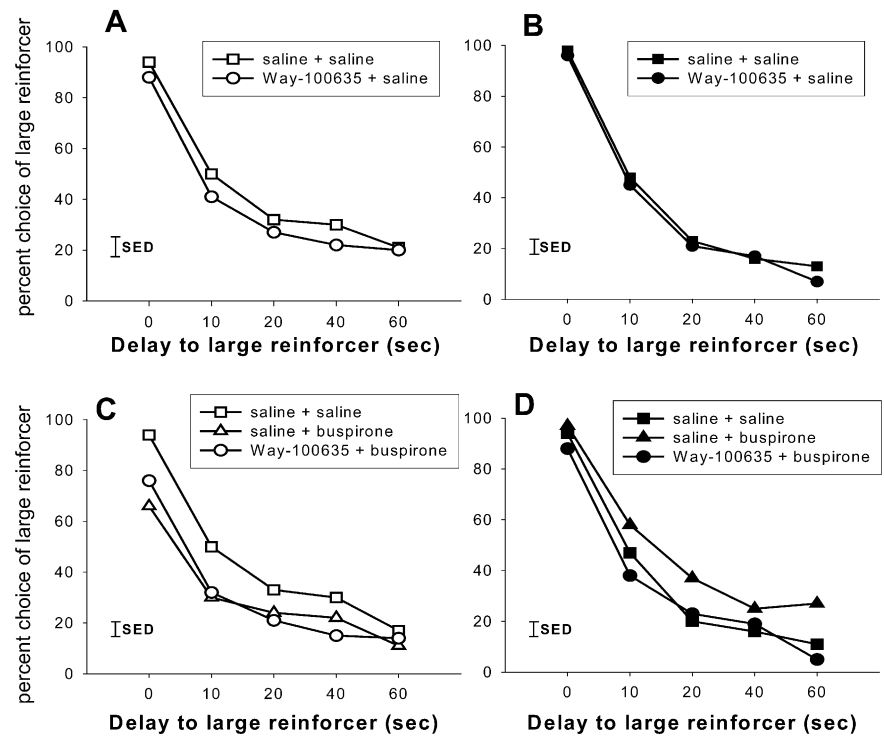 A
percent choice of large reinforcer
100
80
60
40
20
0
saline + saline
Way-100635 + saline
SED
0 10 20 40 60
Delay to large reinforcer (sec)
B
100
80
60
40
20
0
saline + saline
Way-100635 + saline
SED
0 10 20 40 60
Delay to large reinforcer (sec)
C
percent choice of large reinforcer
100
80
60
40
20
0
saline + saline
saline + buspirone
Way-100635 + buspirone
SED
0 10 20 40 60
Delay to large reinforcer (sec)
D
100
80
60
40
20
0
saline + saline
saline + buspirone
Way-100635 + buspirone
SED
0 10 20 40 60
Delay to large reinforcer (sec)